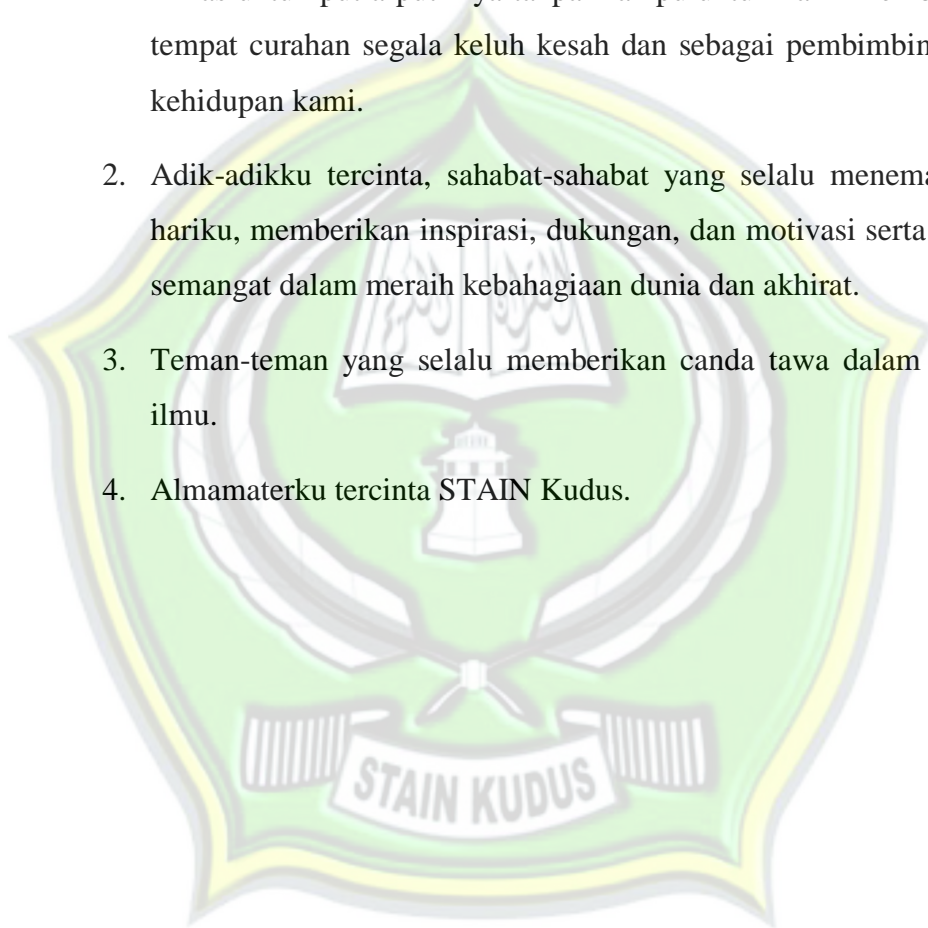 tempat curahan segala keluh kesah dan sebagai pembimbin
kehidupan kami.
2. Adik-adikku tercinta, sahabat-sahabat yang selalu menema
hariku, memberikan inspirasi, dukungan, dan motivasi serta
semangat dalam meraih kebahagiaan dunia dan akhirat.
3. Teman-teman yang selalu memberikan canda tawa dalam
ilmu.
4. Almamaterku tercinta STAIN Kudus.
STAIN KUDUS